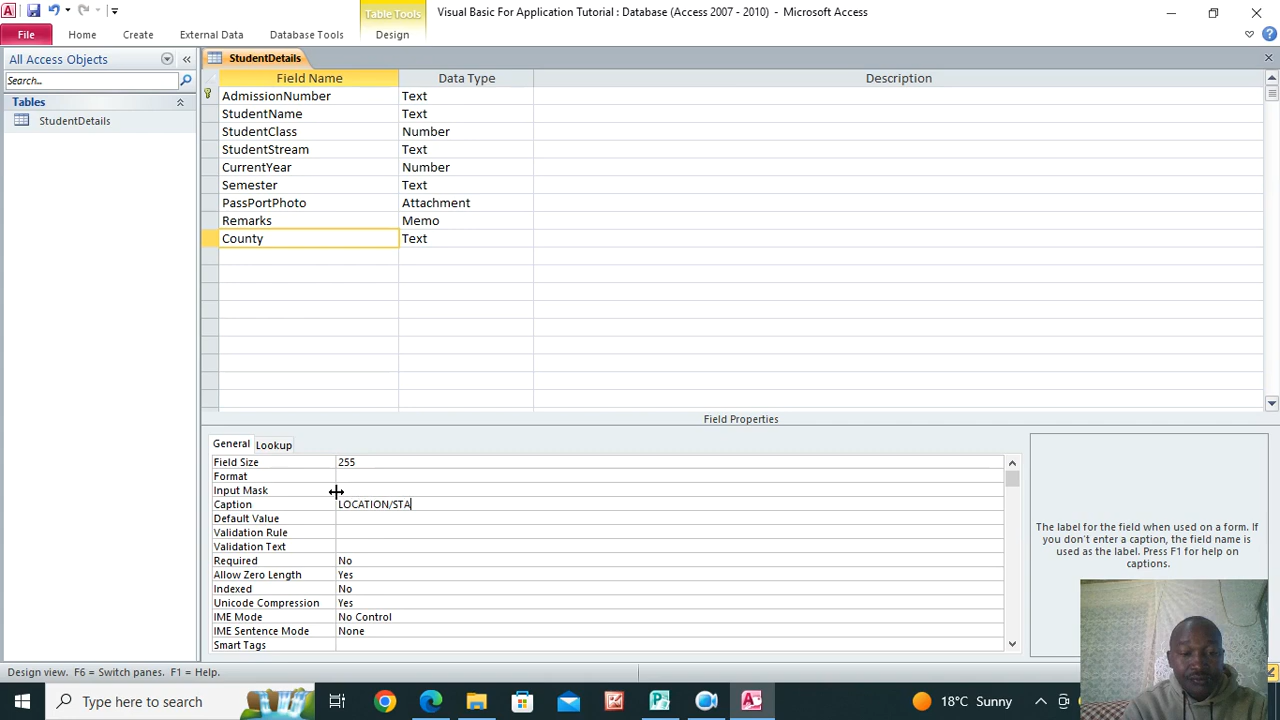 Table Tools
Visual Basic For Application Tutorial : Database (Access 2007 - 2010) - Microsoft Access
File Home Create External Data Database Tools Design
All Access Objects
StudentDetails
Search...
Tables
StudentDetails
Field Name Data Type Description
AdmissionNumber Text
StudentName Text
StudentClass Number
StudentStream Text
CurrentYear Number
Semester Text
PassPortPhoto Attachment
Remarks Memo
County Text
Field Properties
General Lookup
Field Size 255
Format
Input Mask
Caption LOCATION/STA
Default Value
Validation Rule
Validation Text
Required No
Allow Zero Length Yes
Indexed No
Unicode Compression Yes
IME Mode No Control
IME Sentence Mode None
Smart Tags
The label for the field when used on a form. If
you don't enter a caption, the field name is
used as the label. Press F1 for help on
captions.
Design view. F6 = Switch panes. F1 = Help.
Type here to search
18°C Sunny